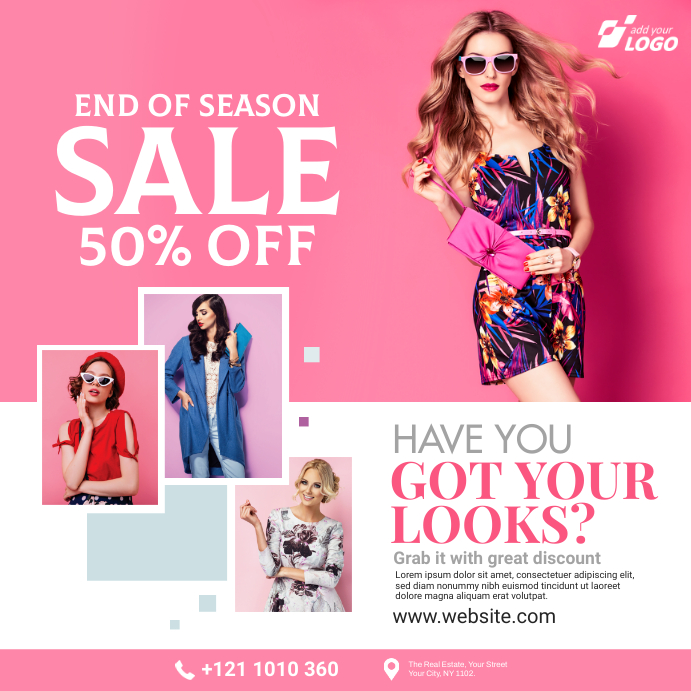 add your
LOGO
END OF SEASON
SALE
50% OFF
HAVE YOU
GOT YOUR
LOOKS?
Grab it with great discount
Lorem ipsum dolor sit amet, consectetuer adipiscing elit,
sed diam nonummy nibh euismod tincidunt ut laoreet
dolore magna aliquam erat volutpat.
www.website.com
+121 1010 360
The Real Estate, Your Street
Your City, NY 1102.